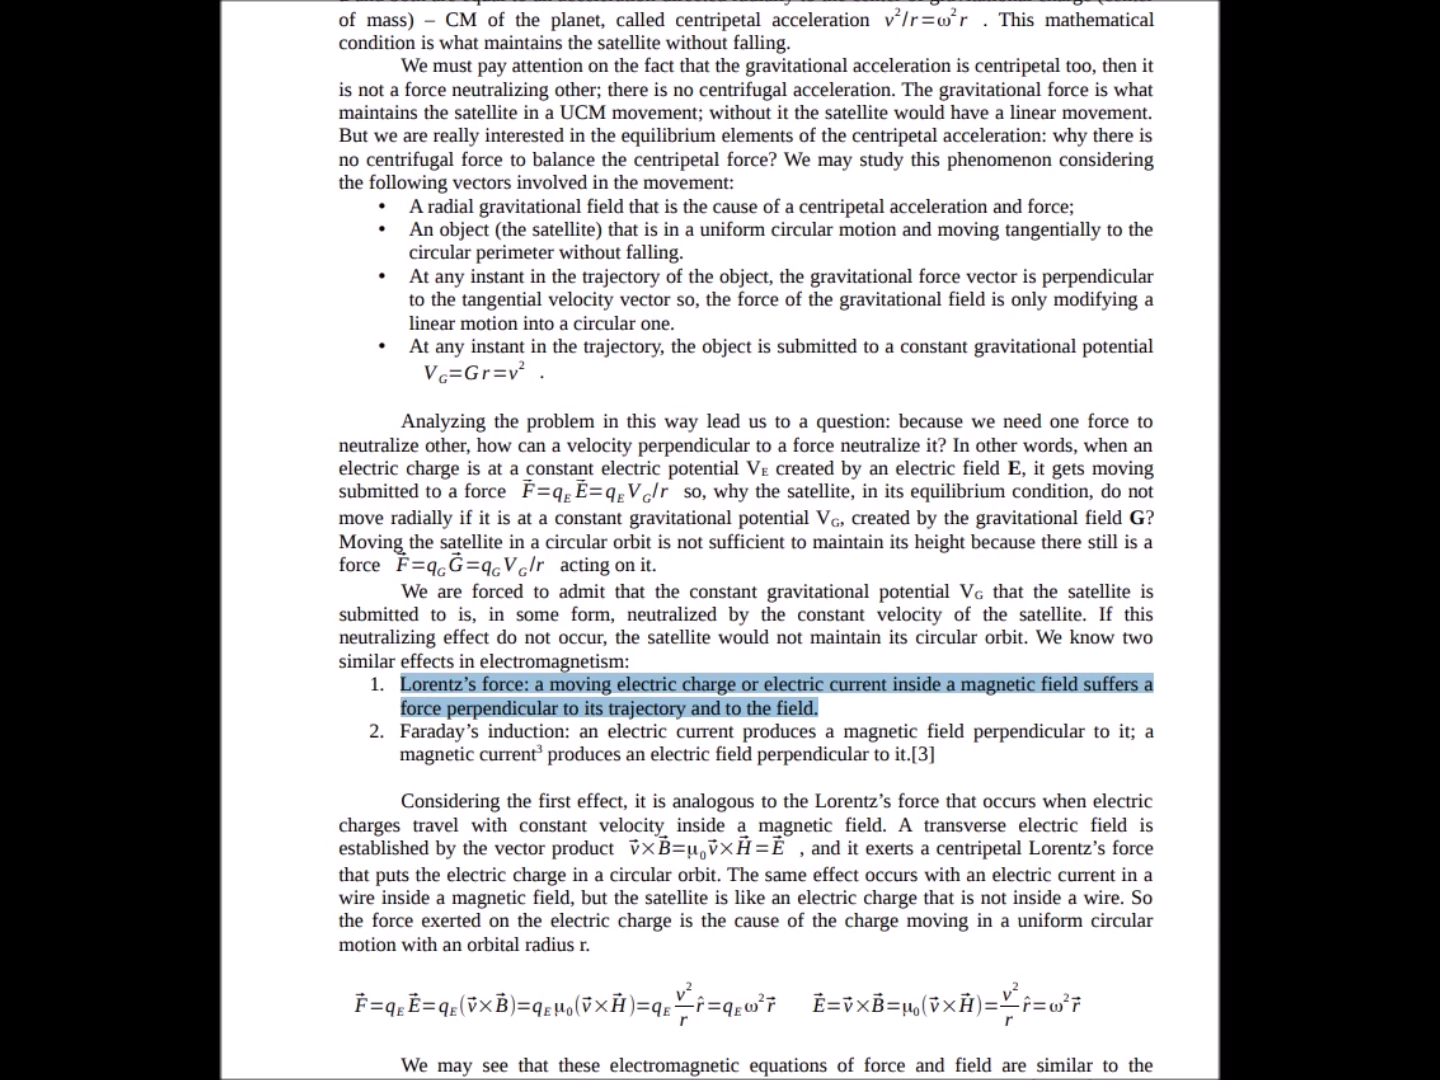 of mass) – CM of the planet, called centripetal acceleration v²/r=ω²r . This mathematical
condition is what maintains the satellite without falling.
We must pay attention on the fact that the gravitational acceleration is centripetal too, then it
is not a force neutralizing other; there is no centrifugal acceleration. The gravitational force is what
maintains the satellite in a UCM movement; without it the satellite would have a linear movement.
But we are really interested in the equilibrium elements of the centripetal acceleration: why there is
no centrifugal force to balance the centripetal force? We may study this phenomenon considering
the following vectors involved in the movement:
• A radial gravitational field that is the cause of a centripetal acceleration and force;
• An object (the satellite) that is in a uniform circular motion and moving tangentially to the
circular perimeter without falling.
• At any instant in the trajectory of the object, the gravitational force vector is perpendicular
to the tangential velocity vector so, the force of the gravitational field is only modifying a
linear motion into a circular one.
• At any instant in the trajectory, the object is submitted to a constant gravitational potential
V_G=Gr=v² .
Analyzing the problem in this way lead us to a question: because we need one force to
neutralize other, how can a velocity perpendicular to a force neutralize it? In other words, when an
electric charge is at a constant electric potential V_E created by an electric field E, it gets moving
submitted to a force F⃗=q_E E⃗=q_E V_G/r so, why the satellite, in its equilibrium condition, do not
move radially if it is at a constant gravitational potential V_G, created by the gravitational field G?
Moving the satellite in a circular orbit is not sufficient to maintain its height because there still is a
force F⃗=q_G G⃗=q_G V_G/r acting on it.
We are forced to admit that the constant gravitational potential V_G that the satellite is
submitted to is, in some form, neutralized by the constant velocity of the satellite. If this
neutralizing effect do not occur, the satellite would not maintain its circular orbit. We know two
similar effects in electromagnetism:
1. Lorentz’s force: a moving electric charge or electric current inside a magnetic field suffers a
force perpendicular to its trajectory and to the field.
2. Faraday’s induction: an electric current produces a magnetic field perpendicular to it; a
magnetic current³ produces an electric field perpendicular to it.[3]
Considering the first effect, it is analogous to the Lorentz’s force that occurs when electric
charges travel with constant velocity inside a magnetic field. A transverse electric field is
established by the vector product v⃗×B⃗=μ₀v⃗×H⃗=E⃗ , and it exerts a centripetal Lorentz’s force
that puts the electric charge in a circular orbit. The same effect occurs with an electric current in a
wire inside a magnetic field, but the satellite is like an electric charge that is not inside a wire. So
the force exerted on the electric charge is the cause of the charge moving in a uniform circular
motion with an orbital radius r.
F⃗=q_E E⃗=q_E(v⃗×B⃗)=q_E μ₀(v⃗×H⃗)=q_E v²/r r̂=q_E ω²r⃗ E⃗=v⃗×B⃗=μ₀(v⃗×H⃗)=v²/r r̂=ω²r⃗
We may see that these electromagnetic equations of force and field are similar to the